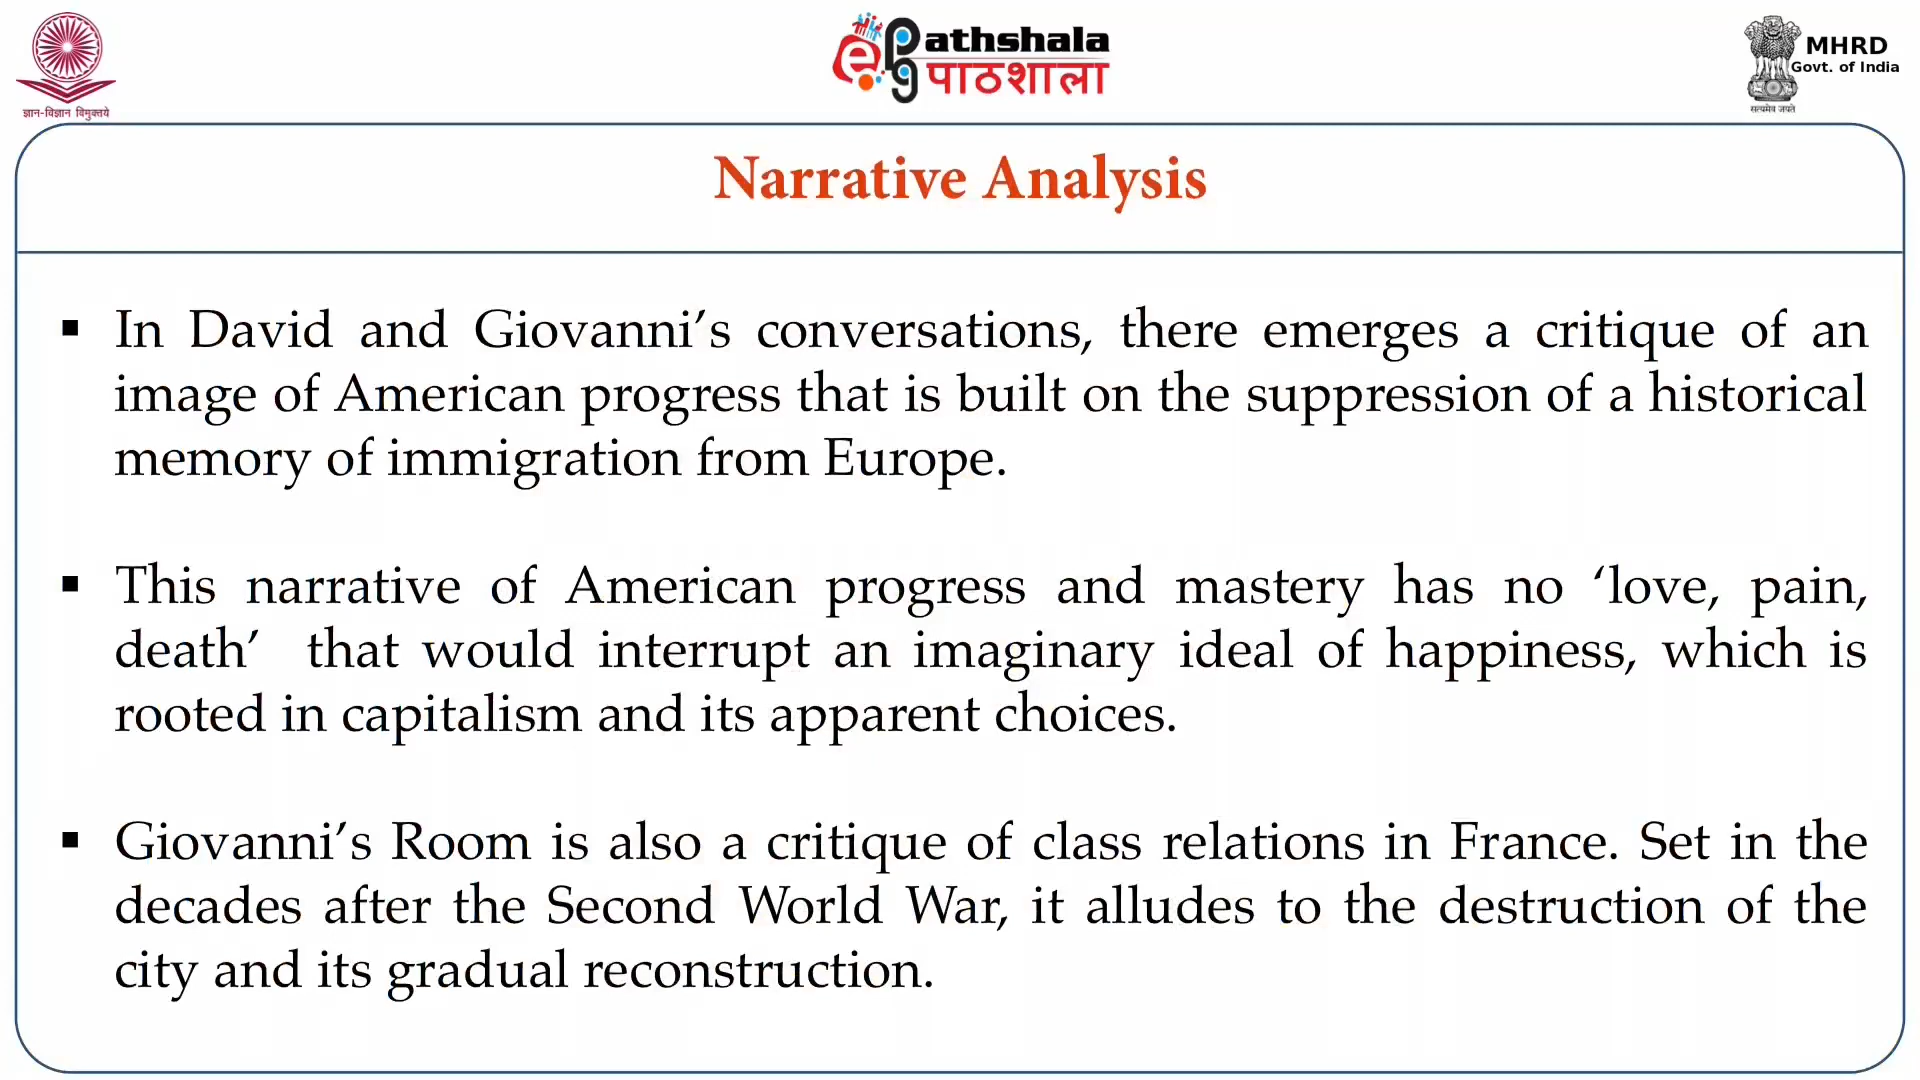 ज्ञान-विज्ञान विमुक्तये
ePG Pathshala
पाठशाला
MHRD
Govt. of India
सत्यमेव जयते
Narrative Analysis
▪ In David and Giovanni’s conversations, there emerges a critique of an
image of American progress that is built on the suppression of a historical
memory of immigration from Europe.
▪ This narrative of American progress and mastery has no ‘love, pain,
death’ that would interrupt an imaginary ideal of happiness, which is
rooted in capitalism and its apparent choices.
▪ Giovanni’s Room is also a critique of class relations in France. Set in the
decades after the Second World War, it alludes to the destruction of the
city and its gradual reconstruction.